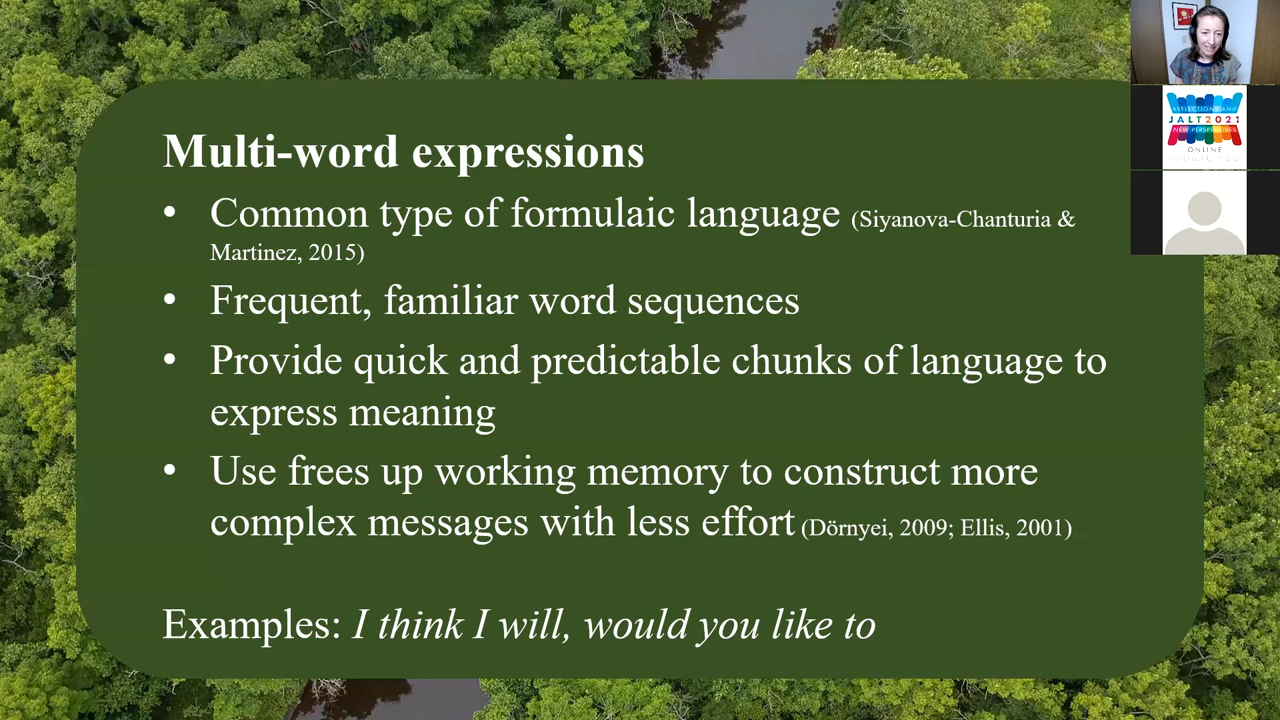 Multi-word expressions
• Common type of formulaic language (Siyanova-Chanturia &
Martinez, 2015)
• Frequent, familiar word sequences
• Provide quick and predictable chunks of language to
express meaning
• Use frees up working memory to construct more
complex messages with less effort (Dörnyei, 2009; Ellis, 2001)
Examples: I think I will, would you like to
JALT2021
NEW PERSPECTIVES
ONLINE